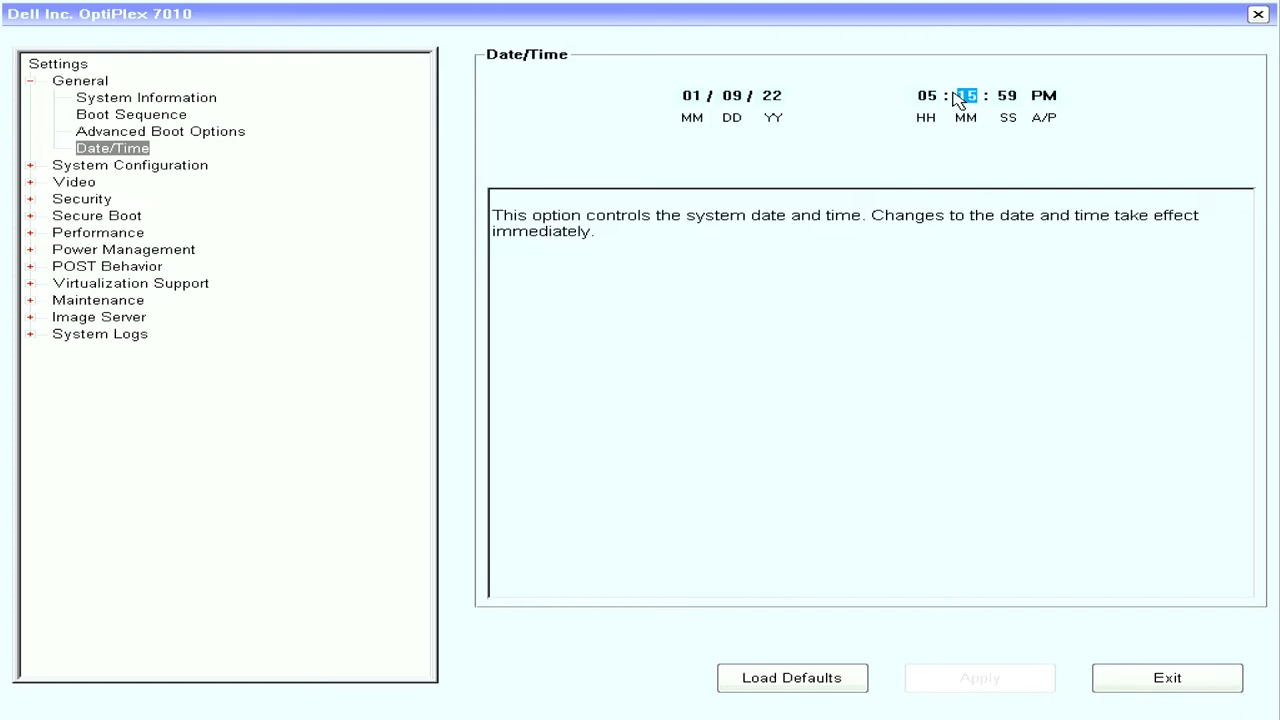 Dell Inc. OptiPlex 7010
Settings
General
System Information
Boot Sequence
Advanced Boot Options
Date/Time
System Configuration
Video
Security
Secure Boot
Performance
Power Management
POST Behavior
Virtualization Support
Maintenance
Image Server
System Logs
Date/Time
01 / 09 / 22
05 : 15 : 59 PM
MM DD YY
HH MM SS A/P
This option controls the system date and time. Changes to the date and time take effect
immediately.
Load Defaults
Apply
Exit